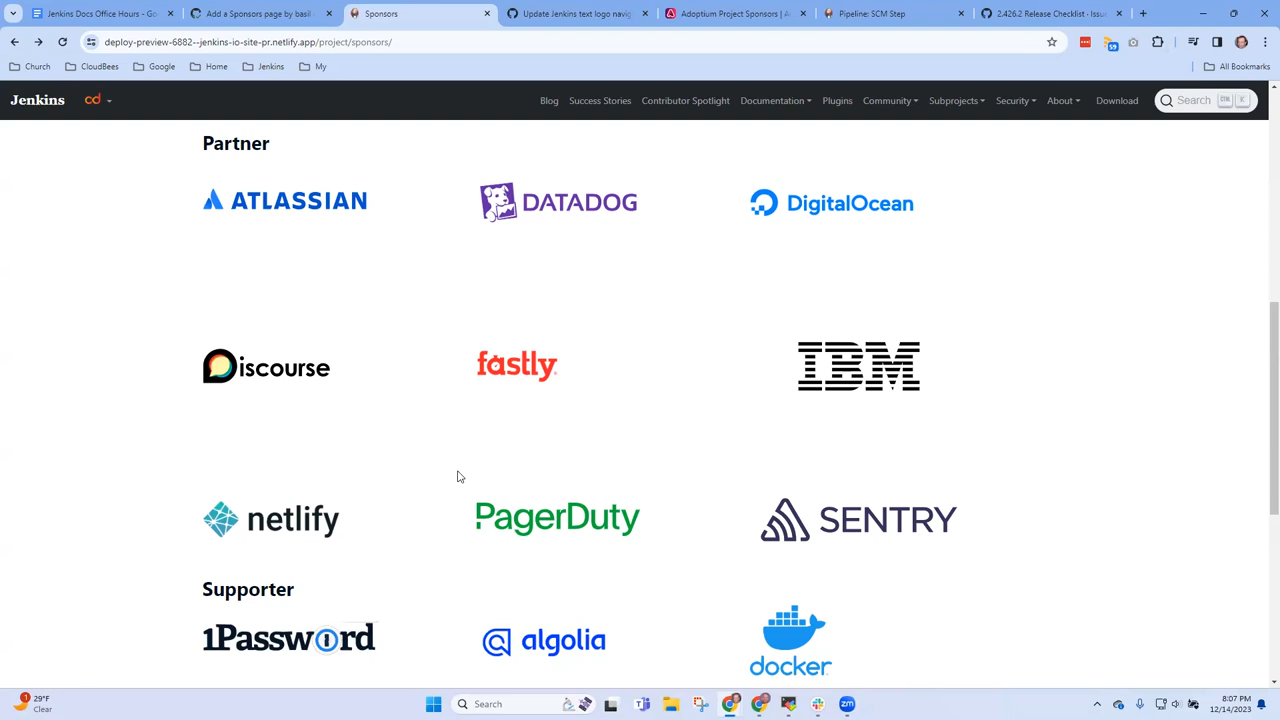 Jenkins Docs Office Hours - Go
Add a Sponsors page by basil
Sponsors
Update Jenkins text logo navda
Adoptium Project Sponsors | A
Pipeline: SCM Step
2.426.2 Release Checklist · Issu
deploy-preview-6882--jenkins-io-site-pr.netlify.app/project/sponsors/
Church
CloudBees
Google
Home
Jenkins
My
All Bookmarks
Jenkins
cd
Blog
Success Stories
Contributor Spotlight
Documentation
Plugins
Community
Subprojects
Security
About
Download
Search
K
Partner
ATLASSIAN
DATADOG
DigitalOcean
Discourse
fastly
IBM
netlify
PagerDuty
SENTRY
Supporter
1Password
algolia
docker
1
29°F
Clear
Search
zm
8:07 PM
12/14/2023